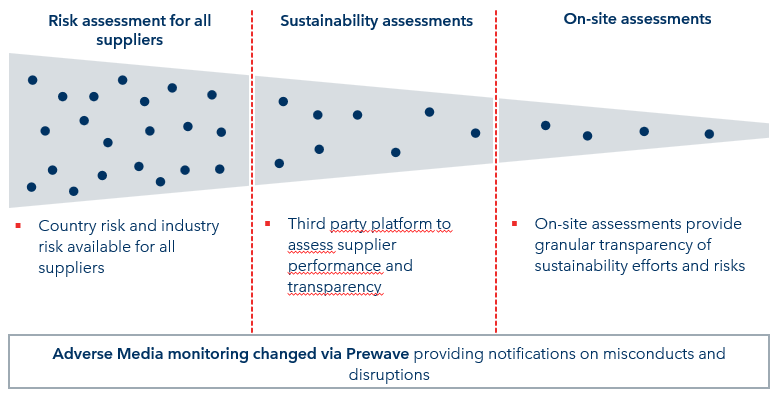 Risk assessment for all
suppliers
Sustainability assessments
On-site assessments
Country risk and industry
risk available for all
suppliers
Third party platform to
assess supplier
performance and
transparency
On-site assessments provide
granular transparency of
sustainability efforts and risks
Adverse Media monitoring changed via Prewave providing notifications on misconducts and
disruptions